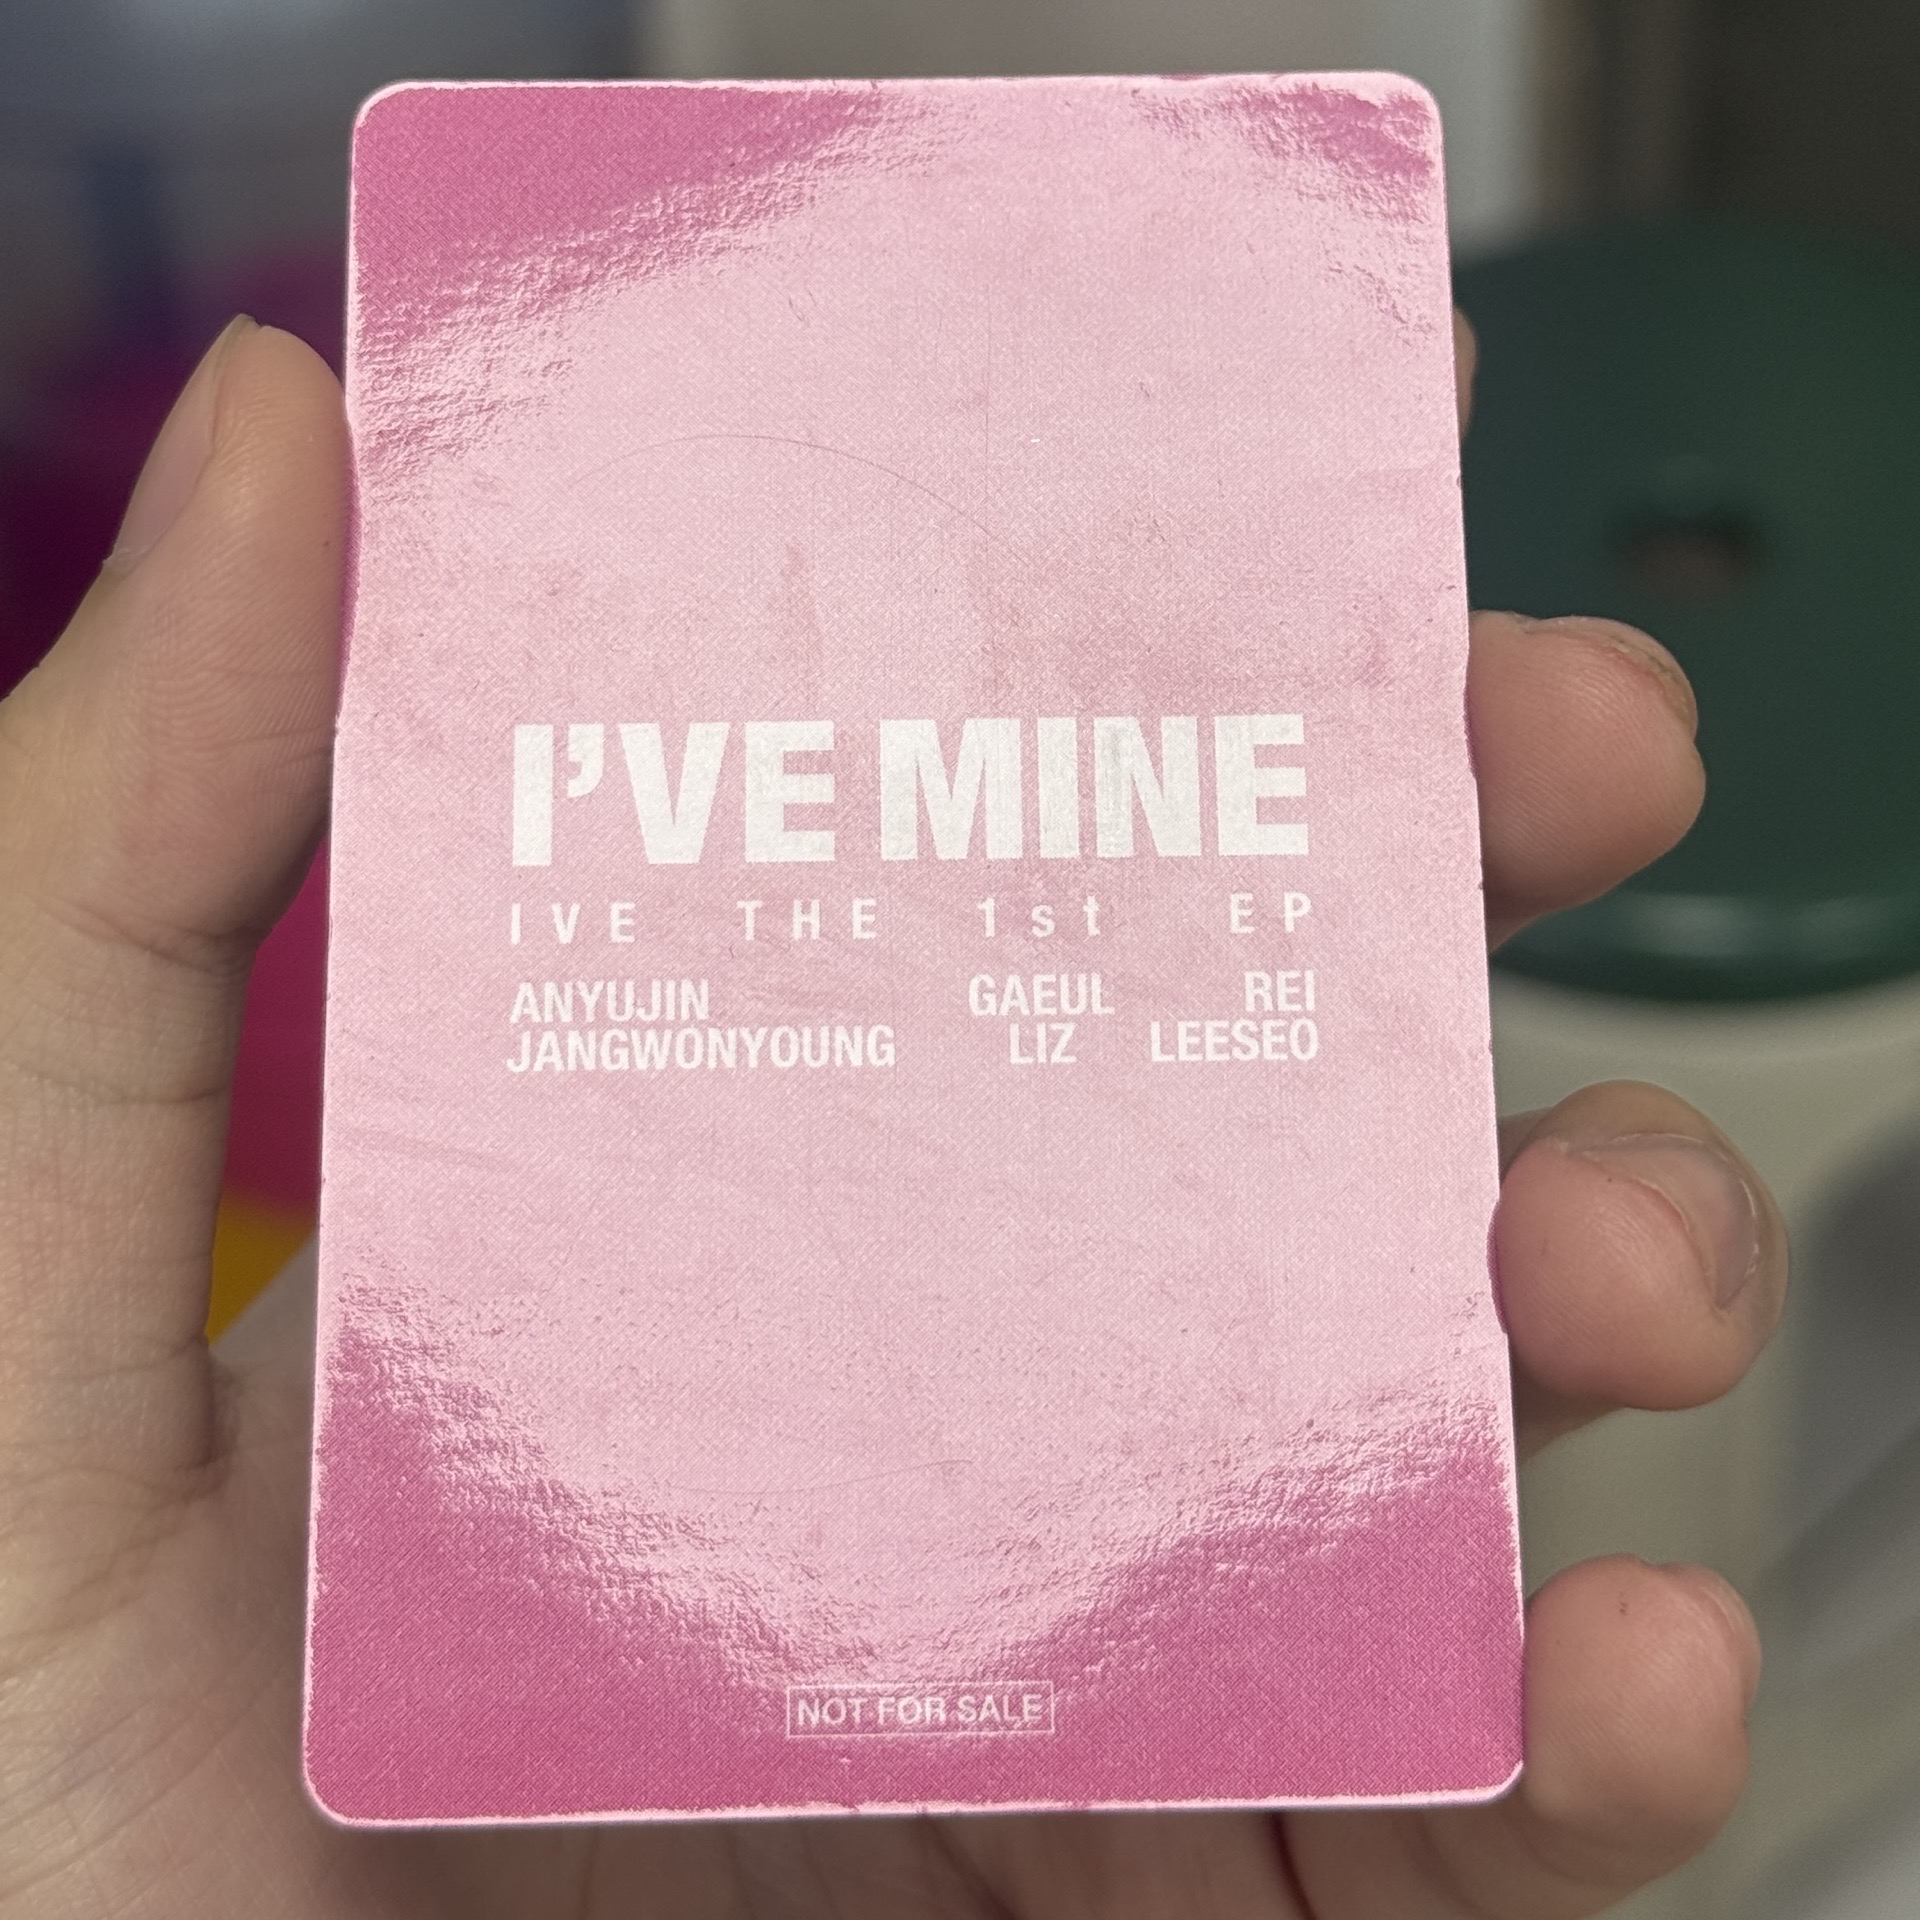 I'VE MINE
IVE THE 1st EP
ANYUJIN GAEUL REI
JANGWONYOUNG LIZ LEESEO
NOT FOR SALE